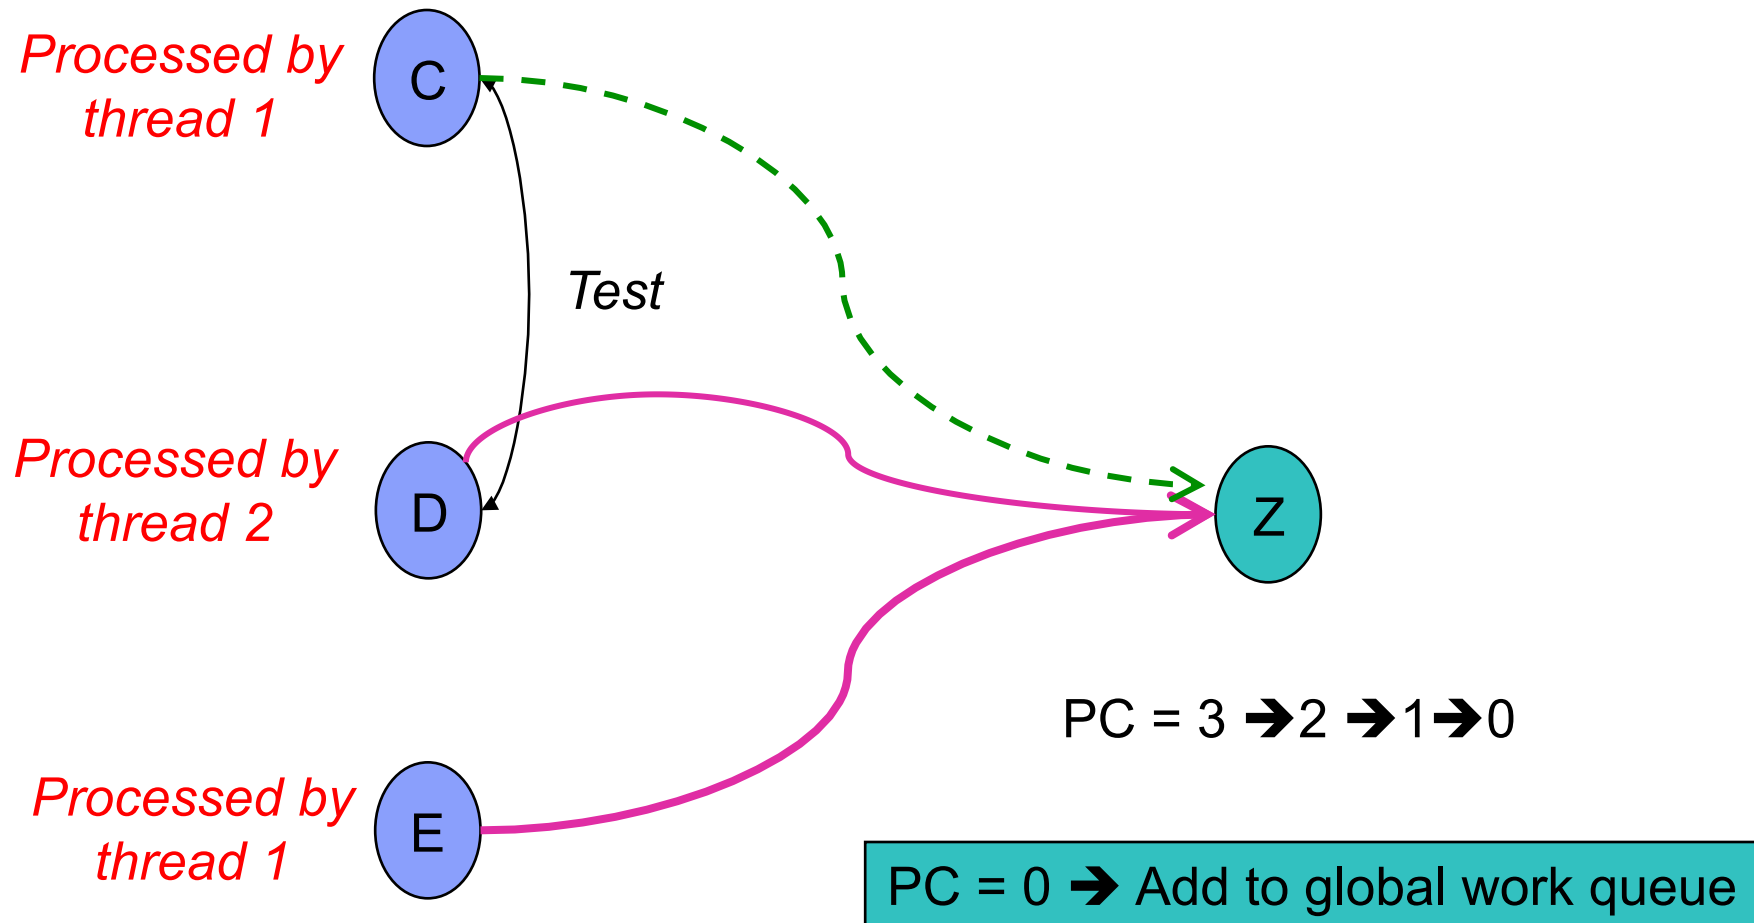 Processed by
thread 1
C
Test
Processed by
thread 2
D
Z
PC = 3 ➔2 ➔1➔0
Processed by
thread 1
E
PC = 0 ➔ Add to global work queue